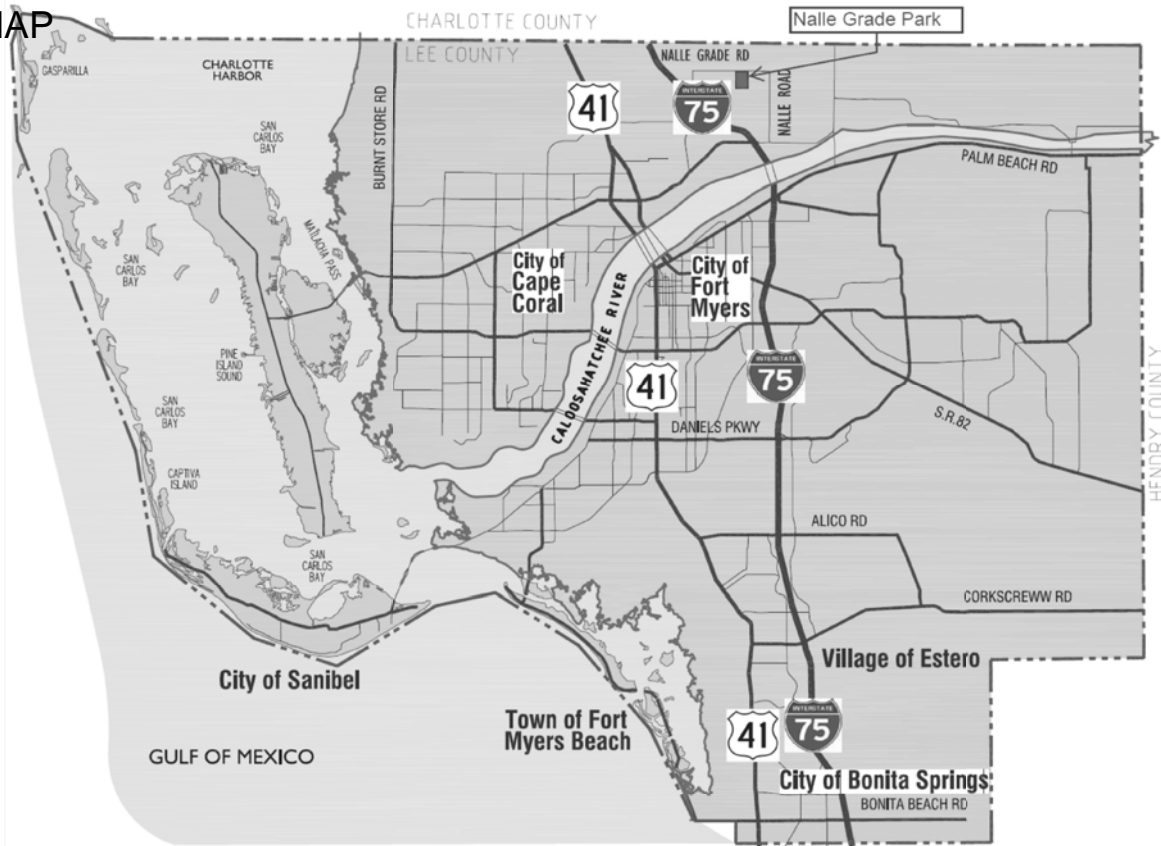 MAP
CHARLOTTE COUNTY
LEE COUNTY
Nalle Grade Park
NALLE GRADE RD
NALLE ROAD
GASPARILLA
CHARLOTTE
HARBOR
BURNT STORE RD
41
INTERSTATE
75
SAN
CARLOS
BAY
PALM BEACH RD
MATLACHA PASS
SAN
CARLOS
BAY
City of
Cape
Coral
CALOOSAHATCHEE RIVER
City of
Fort
Myers
HENDRY COUNTY
PINE
ISLAND
SOUND
41
INTERSTATE
75
SAN
CARLOS
BAY
DANIELS PKWY
S.R.82
CAPTIVA
ISLAND
ALICO RD
SAN
CARLOS
BAY
CORKSCREWW RD
City of Sanibel
Village of Estero
Town of Fort
Myers Beach
41
INTERSTATE
75
GULF OF MEXICO
City of Bonita Springs
BONITA BEACH RD